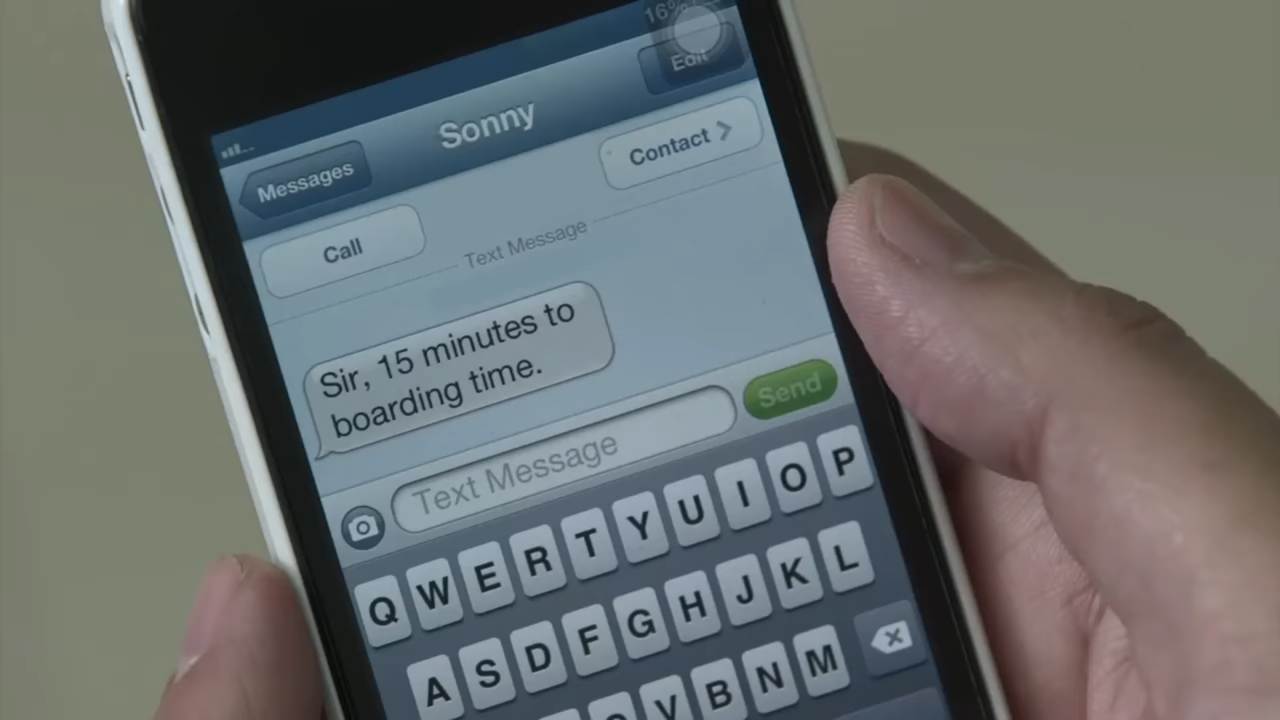 16%
Edit
Sonny
Messages
Contact
Call
Text Message
Sir, 15 minutes to
boarding time.
Text Message
Send
Q W E R T Y U I O P
A S D F G H J K L
V B N M